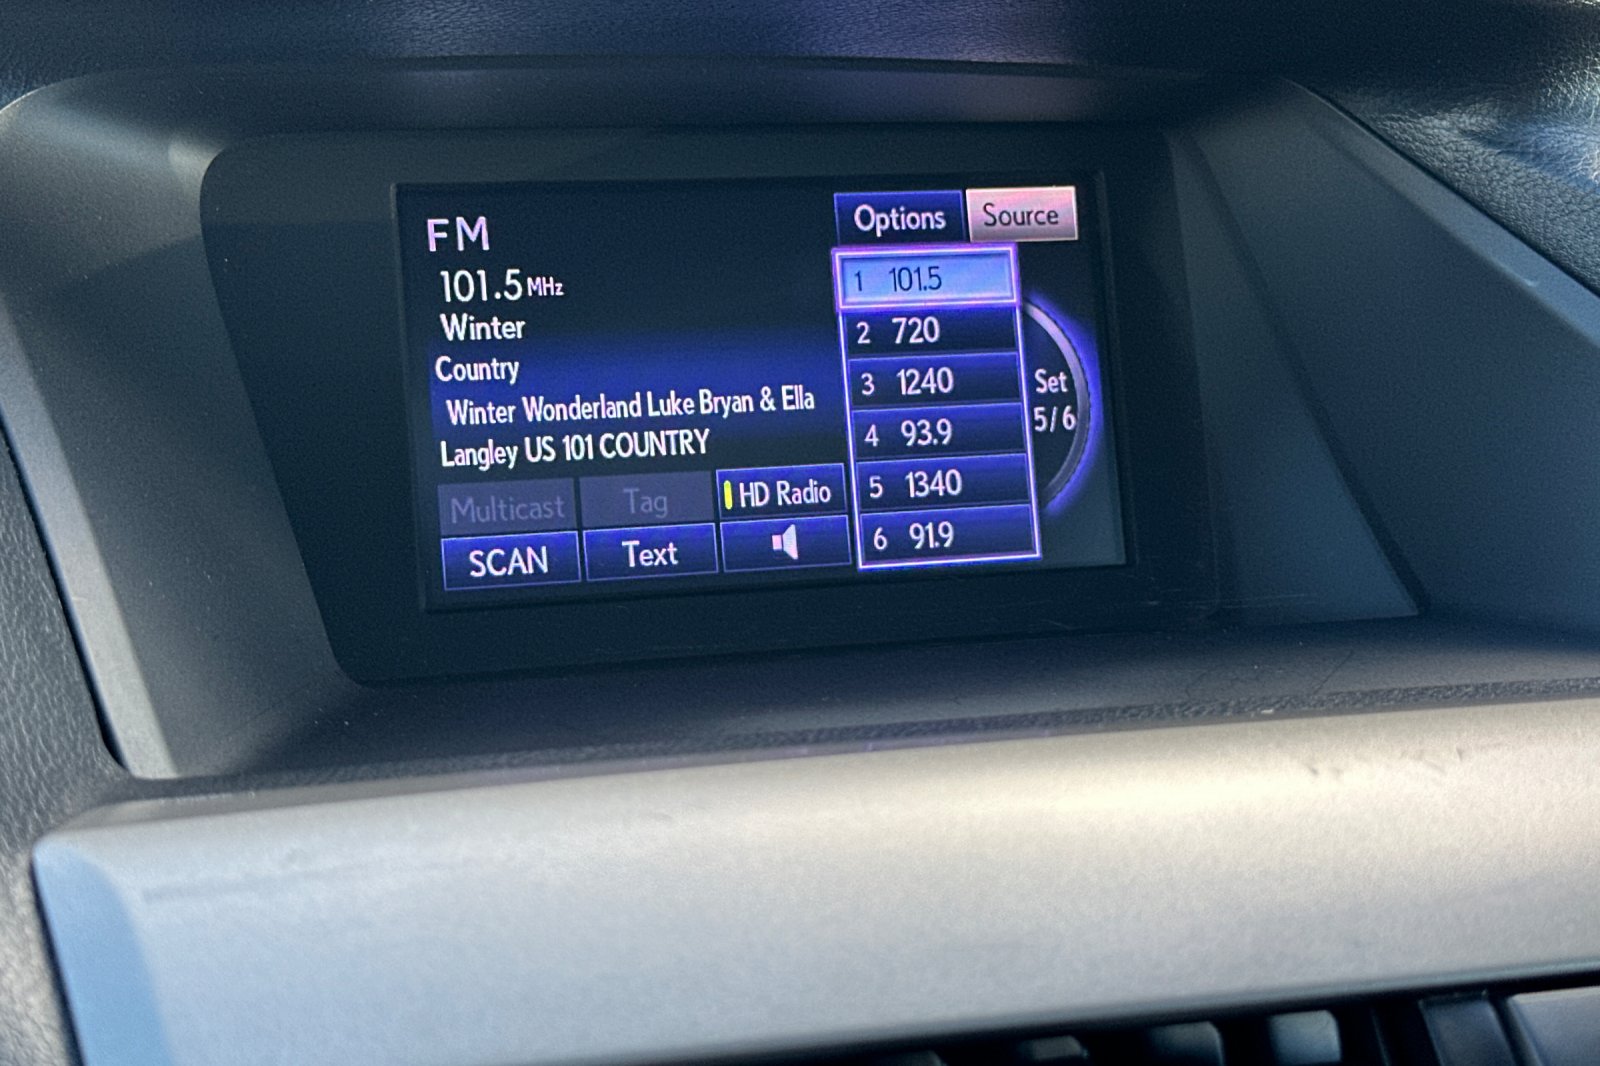 FM
101.5 MHz
Winter
Country
Winter Wonderland Luke Bryan & Ella
Langley US 101 COUNTRY
Multicast
Tag
HD Radio
SCAN
Text
Options
Source
1 101.5
2 720
3 1240
4 93.9
5 1340
6 91.9
Set
5/6